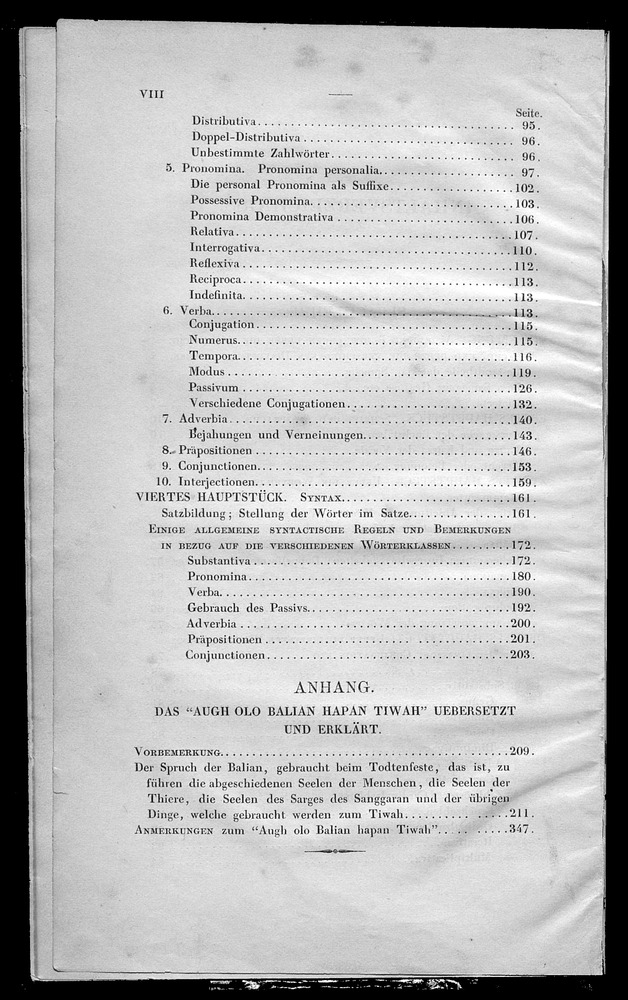 VIII
Seite.
Distributiva. . . . . . . . . . . . . . . . . . . . . . . . . . . . . . 95.
Doppel-Distributiva . . . . . . . . . . . . . . . . . . . . . . . . 96.
Unbestimmte Zahlwörter. . . . . . . . . . . . . . . . . . . . . 96.
5. Pronomina. Pronomina personalia. . . . . . . . . . . . . . . . 97.
Die personal Pronomina als Suffixe. . . . . . . . . . . . . . 102.
Possessive Pronomina. . . . . . . . . . . . . . . . . . . . . . . 103.
Pronomina Demonstrativa . . . . . . . . . . . . . . . . . . . . 106.
Relativa. . . . . . . . . . . . . . . . . . . . . . . . . . . . . . . . 107.
Interrogativa. . . . . . . . . . . . . . . . . . . . . . . . . . . . . 110.
Reflexiva . . . . . . . . . . . . . . . . . . . . . . . . . . . . . . . 112.
Reciproca. . . . . . . . . . . . . . . . . . . . . . . . . . . . . . . 113.
Indefinita. . . . . . . . . . . . . . . . . . . . . . . . . . . . . . . 113.
6. Verba. . . . . . . . . . . . . . . . . . . . . . . . . . . . . . . . . . 113.
Conjugation. . . . . . . . . . . . . . . . . . . . . . . . . . . . . . 115.
Numerus. . . . . . . . . . . . . . . . . . . . . . . . . . . . . . . . 115.
Tempora. . . . . . . . . . . . . . . . . . . . . . . . . . . . . . . . 116.
Modus . . . . . . . . . . . . . . . . . . . . . . . . . . . . . . . . . 119.
Passivum . . . . . . . . . . . . . . . . . . . . . . . . . . . . . . . 126.
Verschiedene Conjugationen. . . . . . . . . . . . . . . . . . . 132.
7. Adverbia. . . . . . . . . . . . . . . . . . . . . . . . . . . . . . . . 140.
Bejahungen und Verneinungen. . . . . . . . . . . . . . . . . 143.
8. Präpositionen . . . . . . . . . . . . . . . . . . . . . . . . . . . . . 146.
9. Conjunctionen. . . . . . . . . . . . . . . . . . . . . . . . . . . . . 153.
10. Interjectionen. . . . . . . . . . . . . . . . . . . . . . . . . . . . . 159.
VIERTES HAUPTSTÜCK. Syntax. . . . . . . . . . . . . . . . . . . . 161.
Satzbildung; Stellung der Wörter im Satze. . . . . . . . . . . . 161.
Einige allgemeine syntactische Regeln und Bemerkungen
in bezug auf die verschiedenen Wörterklassen. . . . . . . . . 172.
Substantiva . . . . . . . . . . . . . . . . . . . . . . . . . . . . . . 172.
Pronomina. . . . . . . . . . . . . . . . . . . . . . . . . . . . . . . 180.
Verba. . . . . . . . . . . . . . . . . . . . . . . . . . . . . . . . . . 190.
Gebrauch des Passivs. . . . . . . . . . . . . . . . . . . . . . . . 192.
Adverbia . . . . . . . . . . . . . . . . . . . . . . . . . . . . . . . . 200.
Präpositionen . . . . . . . . . . . . . . . . . . . . . . . . . . . . . 201.
Conjunctionen. . . . . . . . . . . . . . . . . . . . . . . . . . . . . 203.
ANHANG.
DAS “AUGH OLO BALIAN HAPAN TIWAH” UEBERSETZT
UND ERKLÄRT.
Vorbemerkung. . . . . . . . . . . . . . . . . . . . . . . . . . . . . . . . . 209.
Der Spruch der Balian, gebraucht beim Todtenfeste, das ist, zu
führen die abgeschiedenen Seelen der Menschen, die Seelen der
Thiere, die Seelen des Sarges des Sanggaran und der übrigen
Dinge, welche gebraucht werden zum Tiwah. . . . . . . . . . . . . . 211.
Anmerkungen zum “Augh olo Balian hapan Tiwah”. . . . . . . . . . 347.